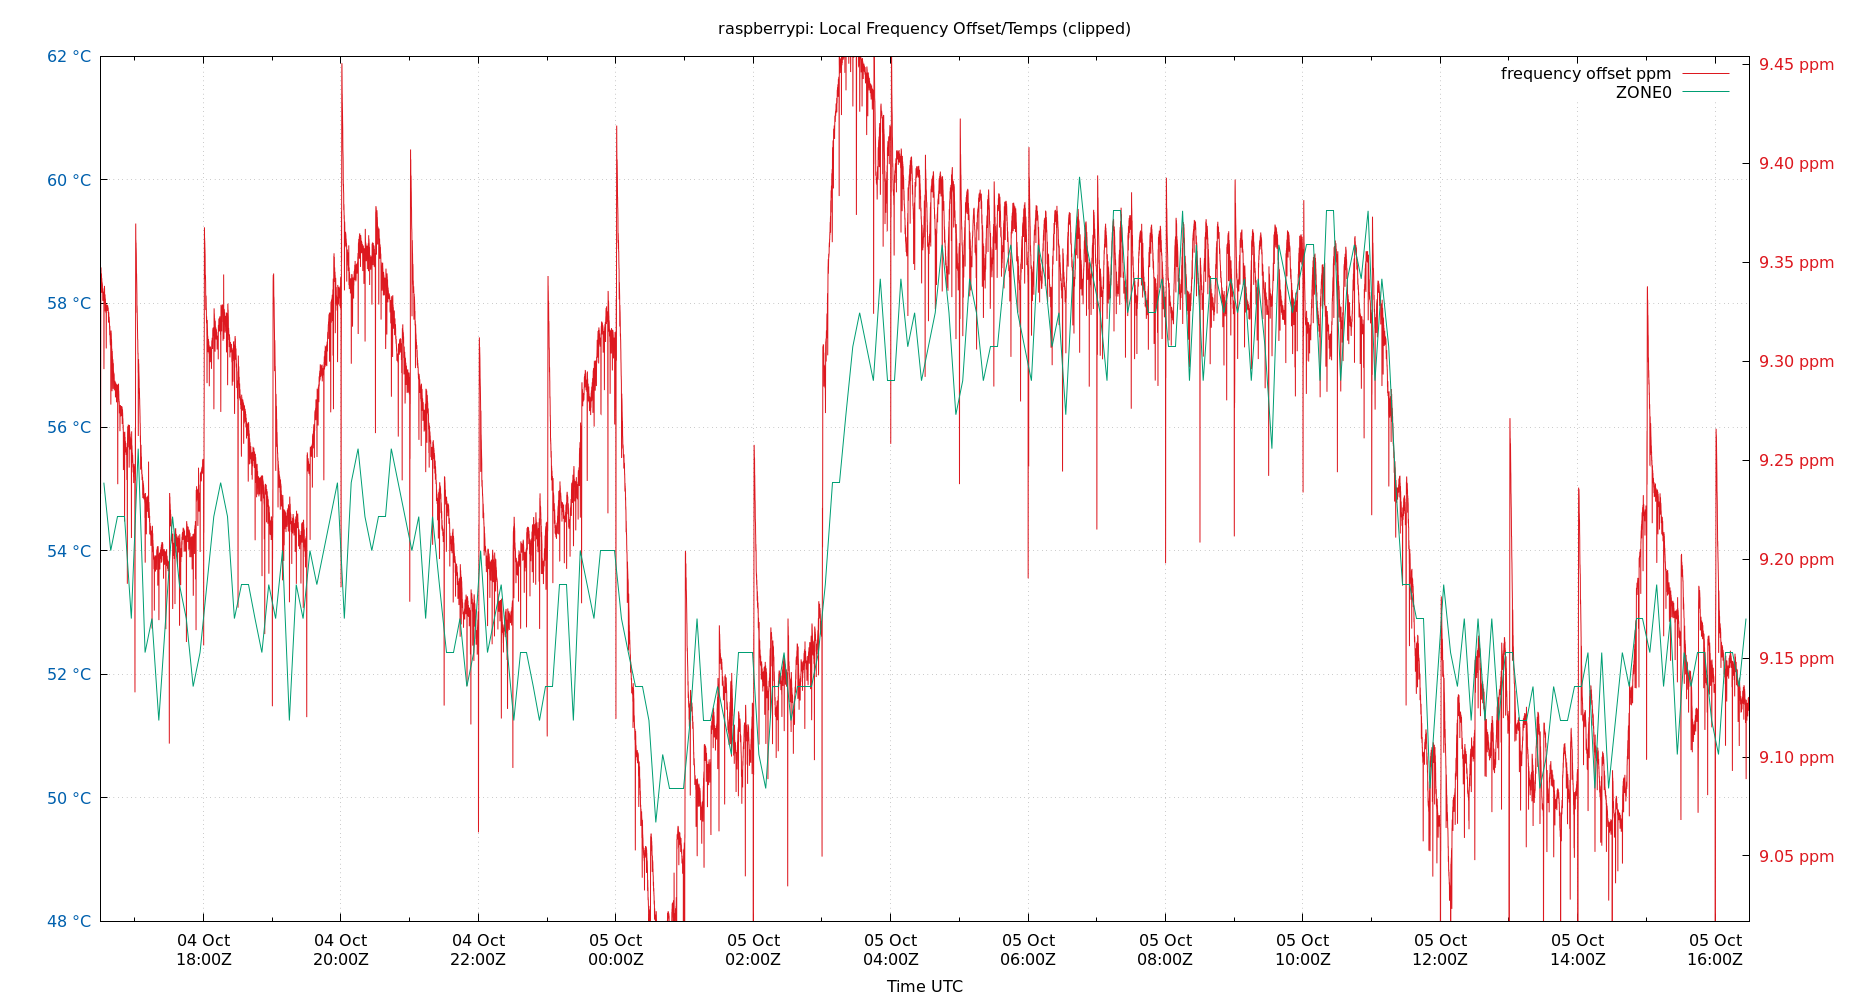 raspberrypi: Local Frequency Offset/Temps (clipped)
62 °C
60 °C
58 °C
56 °C
54 °C
52 °C
50 °C
48 °C
9.45 ppm
9.40 ppm
9.35 ppm
9.30 ppm
9.25 ppm
9.20 ppm
9.15 ppm
9.10 ppm
9.05 ppm
frequency offset ppm
ZONE0
04 Oct 04 Oct 04 Oct 05 Oct 05 Oct 05 Oct 05 Oct 05 Oct 05 Oct 05 Oct 05 Oct 05 Oct
18:00Z 20:00Z 22:00Z 00:00Z 02:00Z 04:00Z 06:00Z 08:00Z 10:00Z 12:00Z 14:00Z 16:00Z
Time UTC